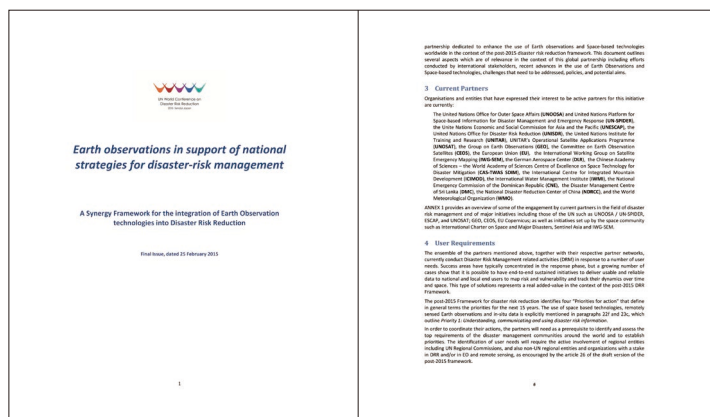 UN World Conference on
Disaster Risk Reduction
2015 Sendai Japan
Earth observations in support of national
strategies for disaster-risk management
A Synergy Framework for the integration of Earth Observation
technologies into Disaster Risk Reduction
Final Issue, dated 25 February 2015
1
partnership dedicated to enhance the use of Earth observations and Space-based technologies
worldwide in the context of the post-2015 disaster risk reduction framework. This document outlines
several aspects which are of relevance in the context of this global partnership including efforts
conducted by international stakeholders, recent advances in the use of Earth Observations and
Space-based technologies, challenges that need to be addressed, policies, and potential aims.
3 Current Partners
Organisations and entities that have expressed their interest to be active partners for this initiative
are currently:
The United Nations Office for Outer Space Affairs (UNOOSA) and United Nations Platform for
Space-based Information for Disaster Management and Emergency Response (UN-SPIDER),
the Unite Nations Economic and Social Commission for Asia and the Pacific (UNESCAP), the
United Nations Office for Disaster Risk Reduction (UNISDR), the United Nations Institute for
Training and Research (UNITAR), UNITAR's Operational Satellite Applications Programme
(UNOSAT), the Group on Earth Observations (GEO), the Committee on Earth Observation
Satellites (CEOS), the European Union (EU), the International Working Group on Satellite
Emergency Mapping (IWG-SEM), the German Aerospace Center (DLR), the Chinese Academy
of Sciences – the World Academy of Sciences Centre of Excellence on Space Technology for
Disaster Mitigation (CAS-TWAS SDIM), the International Centre for Integrated Mountain
Development (ICIMOD), the International Water Management Institute (IWMI), the National
Emergency Commission of the Dominican Republic (CNE), the Disaster Management Centre
of Sri Lanka (DMC), the National Disaster Reduction Center of China (NDRCC), and the World
Meteorological Organization (WMO).
ANNEX 1 provides an overview of some of the engagement by current partners in the field of disaster
risk management and of major initiatives including those of the UN such as UNOOSA / UN-SPIDER,
ESCAP, and UNOSAT; GEO, CEOS, EU Copernicus; as well as initiatives set up by the space community
such as International Charter on Space and Major Disasters, Sentinel Asia and IWG-SEM.
4 User Requirements
The ensemble of the partners mentioned above, together with their respective partner networks,
currently conduct Disaster Risk Management related activities (DRM) in response to a number of user
needs. Success areas have typically concentrated in the response phase, but a growing number of
cases show that it is possible to have end-to-end sustained initiatives to deliver usable and reliable
data to national and local end users to map risk and vulnerability and track their dynamics over time
and space. This type of solutions represents a real added-value in the context of the post-2015 DRR
Framework.
The post-2015 Framework for disaster risk reduction identifies four "Priorities for action" that define
in general terms the priorities for the next 15 years. The use of space based technologies, remotely
sensed Earth observations and in-situ data is explicitly mentioned in paragraphs 22f and 23c, which
outline Priority 1: Understanding, communicating and using disaster risk information.
In order to coordinate their actions, the partners will need as a prerequisite to identify and assess the
top requirements of the disaster management communities around the world and to establish
priorities. The identification of user needs will require the active involvement of regional entities
including UN Regional Commissions, and also non-UN regional entities and organizations with a stake
in DRR and/or in EO and remote sensing, as encouraged by the article 26 of the draft version of the
post-2015 framework.
4